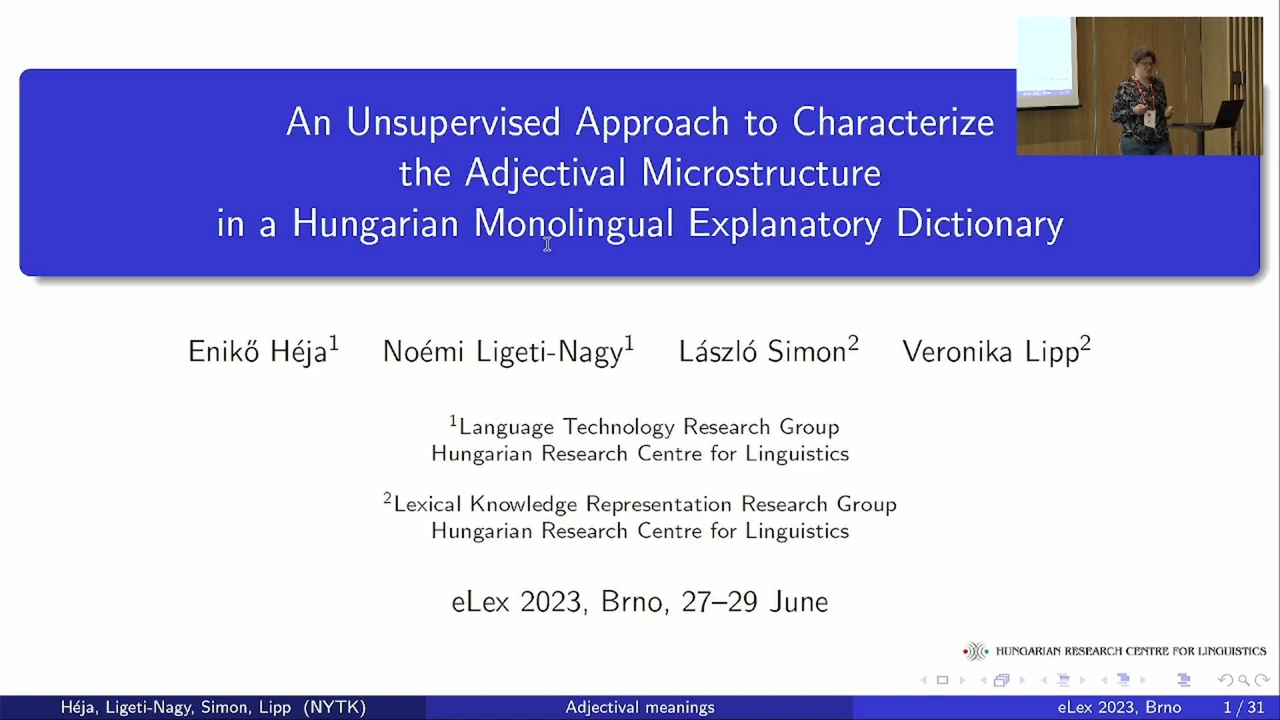 An Unsupervised Approach to Characterize
the Adjectival Microstructure
in a Hungarian Monolingual Explanatory Dictionary
Enikő Héja¹ Noémi Ligeti-Nagy¹ László Simon² Veronika Lipp²
¹Language Technology Research Group
Hungarian Research Centre for Linguistics
²Lexical Knowledge Representation Research Group
Hungarian Research Centre for Linguistics
eLex 2023, Brno, 27–29 June
HUNGARIAN RESEARCH CENTRE FOR LINGUISTICS
Héja, Ligeti-Nagy, Simon, Lipp (NYTK) Adjectival meanings eLex 2023, Brno 1 / 31